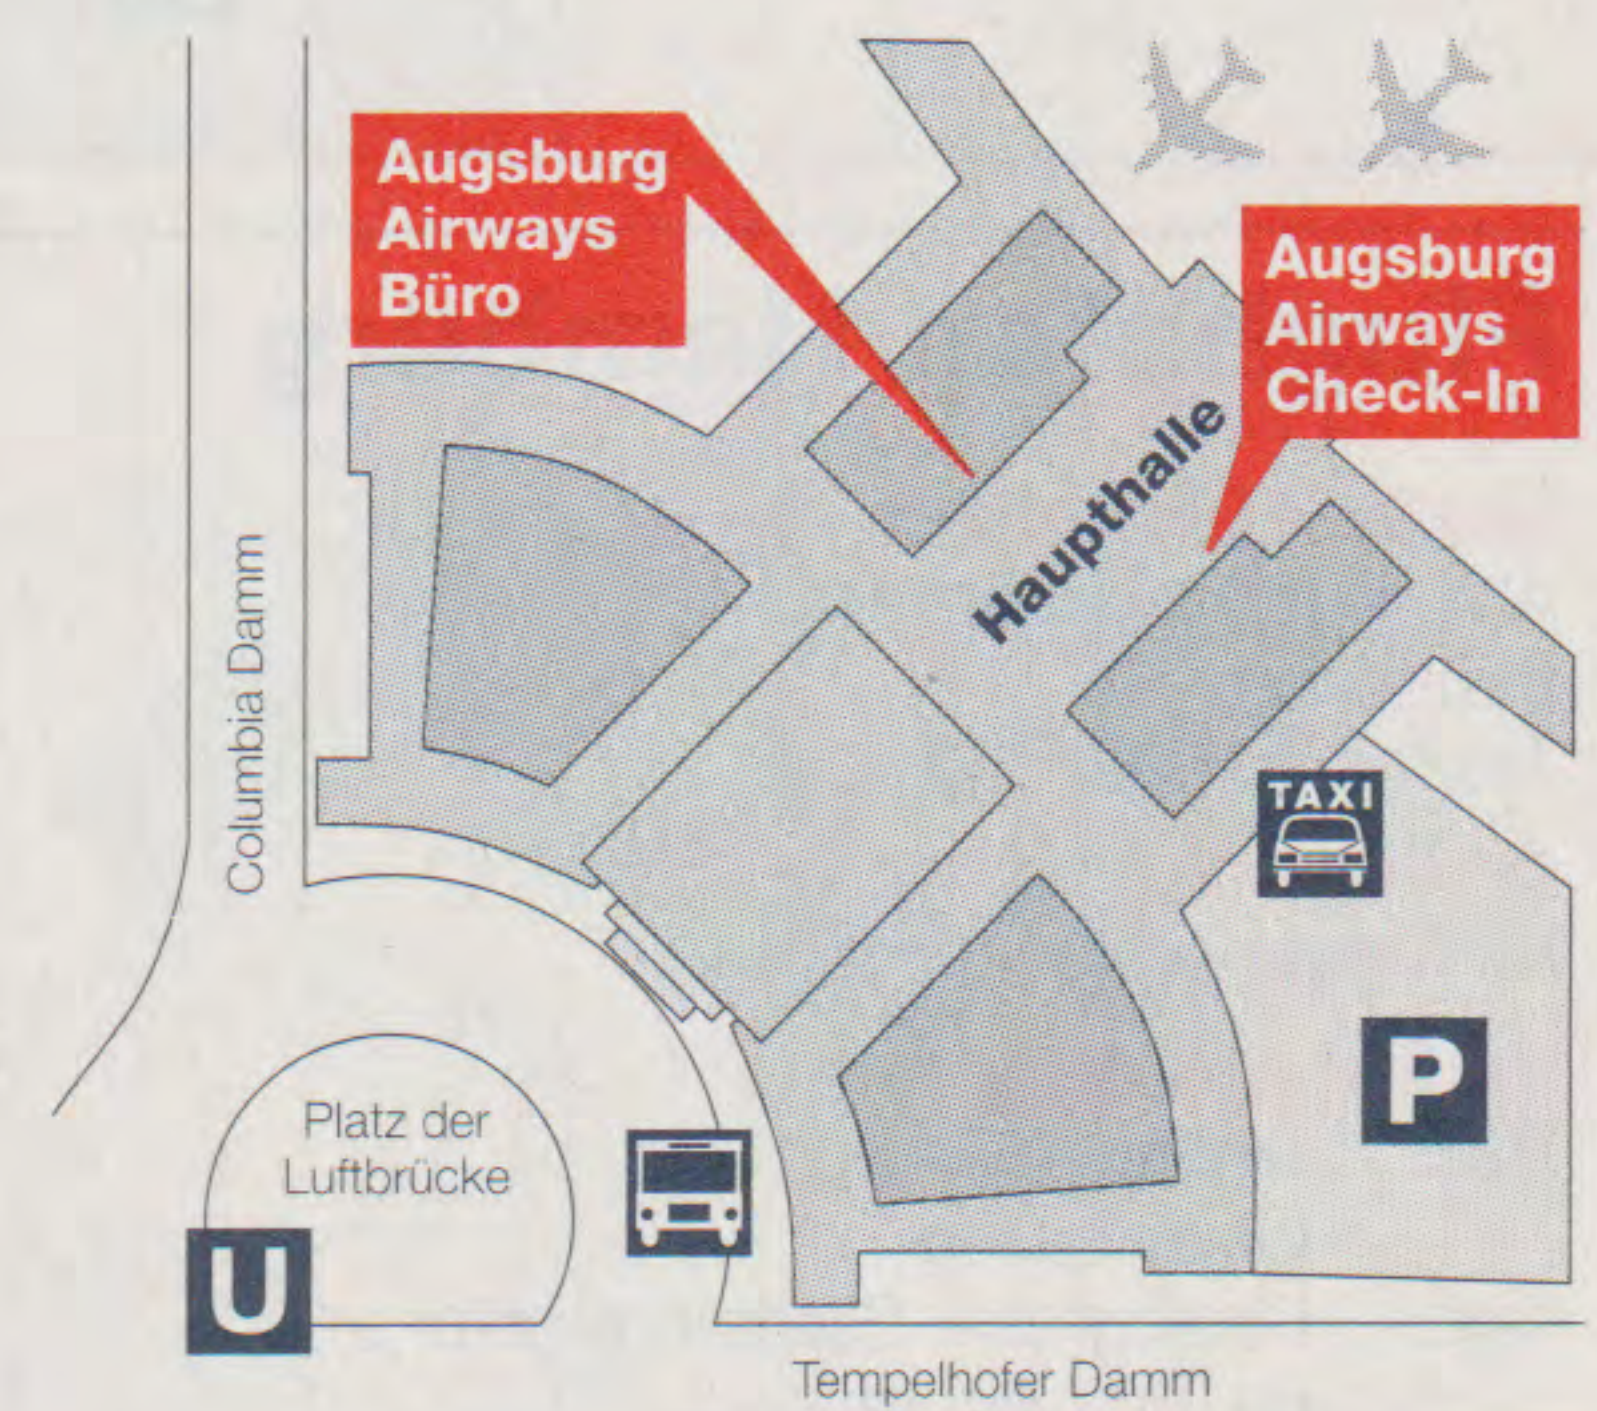 Augsburg
Airways
Büro
Augsburg
Airways
Check-In
Haupthalle
Columbia Damm
TAXI
P
Platz der
Luftbrücke
U
Tempelhofer Damm